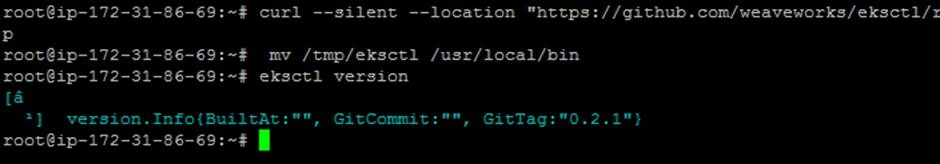 root@ip-172-31-86-69:~# curl --silent --location "https://github.com/weaveworks/eksctl/r
p
root@ip-172-31-86-69:~#  mv /tmp/eksctl /usr/local/bin
root@ip-172-31-86-69:~# eksctl version
[â
  ¹]  version.Info{BuiltAt:"", GitCommit:"", GitTag:"0.2.1"}
root@ip-172-31-86-69:~#